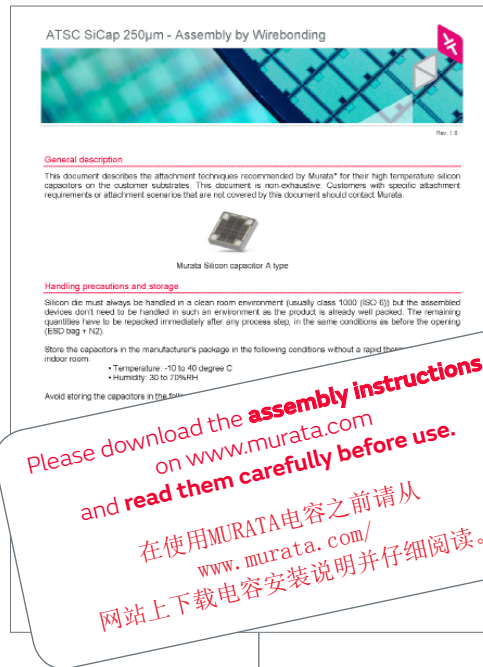 ATSC SiCap 250µm - Assembly by Wirebonding
Rev. 1.6
General description
This document describes the attachment techniques recommended by Murata* for their high temperature silicon
capacitors on the customer substrates. This document is non-exhaustive. Customers with specific attachment
requirements or attachment scenarios that are not covered by this document should contact Murata.
Murata Silicon capacitor A type
Handling precautions and storage
Silicon die must always be handled in a clean room environment (usually class 1000 (ISO 6)) but the assembled
devices don't need to be handled in such an environment as the product is already well packed. The remaining
quantities have to be repacked immediately after any process step, in the same conditions as before the opening
(ESD bag + N2).
Store the capacitors in the manufacturer's package in the following conditions without a rapid
indoor room:
• Temperature: -10 to 40 degree C
• Humidity: 30 to 70%RH
Avoid storing the capacitors in the
Please download the assembly instructions
on www.murata.com
and read them carefully before use.
在使用MURATA电容之前请从
www.murata.com/
网站上下载电容安装说明并仔细阅读。